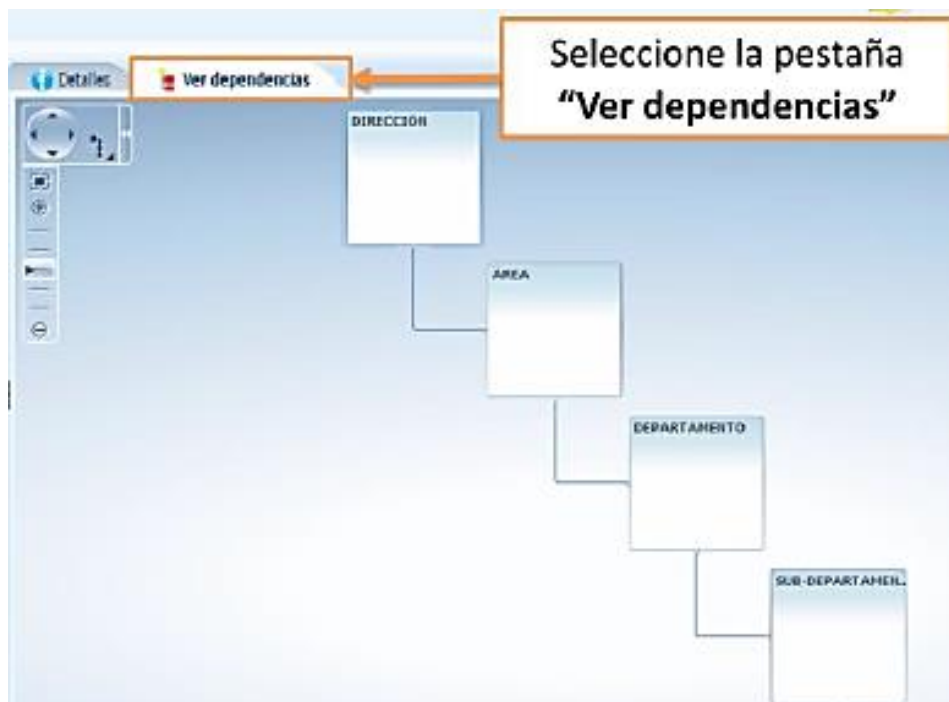 Seleccione la pestaña
“Ver dependencias”
Detalles
Ver dependencias
DIRECCIÓN
AREA
DEPARTAMENTO
SUB-DEPARTAMEN..